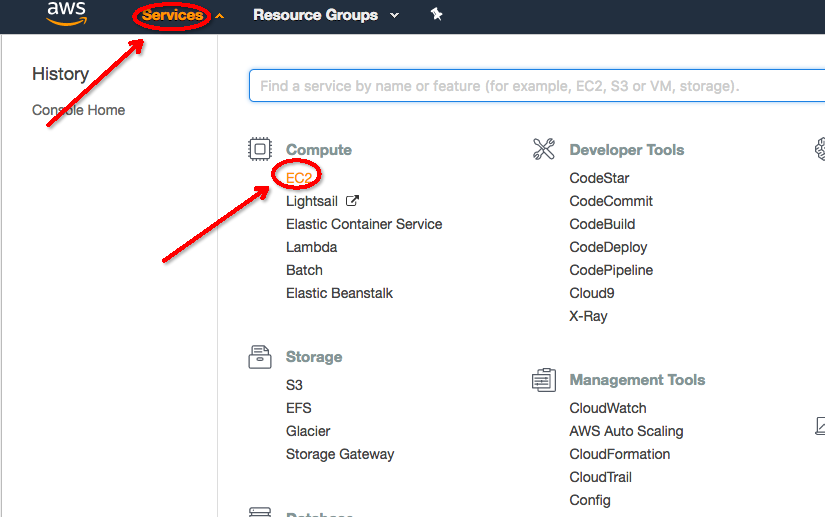 aws
Services
Resource Groups
History
Console Home
Find a service by name or feature (for example, EC2, S3 or VM, storage).
Compute
EC2
Lightsail
Elastic Container Service
Lambda
Batch
Elastic Beanstalk
Storage
S3
EFS
Glacier
Storage Gateway
Database
Developer Tools
CodeStar
CodeCommit
CodeBuild
CodeDeploy
CodePipeline
Cloud9
X-Ray
Management Tools
CloudWatch
AWS Auto Scaling
CloudFormation
CloudTrail
Config